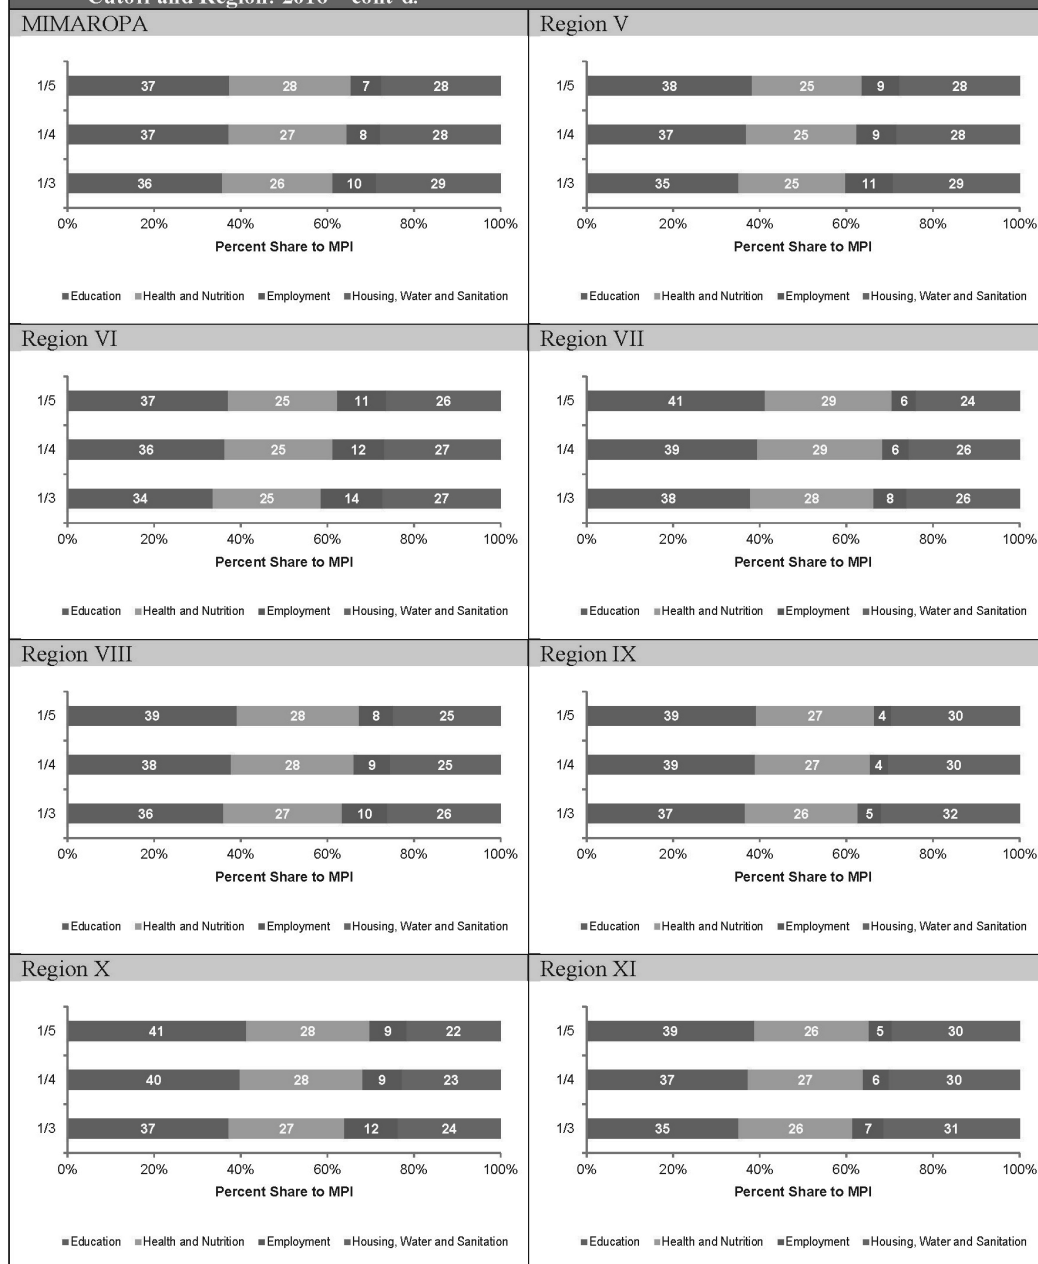 Cutoff and Region: 2016 – cont'd.
MIMAROPA
1/5 37 28 7 28
1/4 37 27 8 28
1/3 36 26 10 29
0% 20% 40% 60% 80% 100%
Percent Share to MPI
Education Health and Nutrition Employment Housing, Water and Sanitation
Region V
1/5 38 25 9 28
1/4 37 25 9 28
1/3 35 25 11 29
0% 20% 40% 60% 80% 100%
Percent Share to MPI
Education Health and Nutrition Employment Housing, Water and Sanitation
Region VI
1/5 37 25 11 26
1/4 36 25 12 27
1/3 34 25 14 27
0% 20% 40% 60% 80% 100%
Percent Share to MPI
Education Health and Nutrition Employment Housing, Water and Sanitation
Region VII
1/5 41 29 6 24
1/4 39 29 6 26
1/3 38 28 8 26
0% 20% 40% 60% 80% 100%
Percent Share to MPI
Education Health and Nutrition Employment Housing, Water and Sanitation
Region VIII
1/5 39 28 8 25
1/4 38 28 9 25
1/3 36 27 10 26
0% 20% 40% 60% 80% 100%
Percent Share to MPI
Education Health and Nutrition Employment Housing, Water and Sanitation
Region IX
1/5 39 27 4 30
1/4 39 27 4 30
1/3 37 26 5 32
0% 20% 40% 60% 80% 100%
Percent Share to MPI
Education Health and Nutrition Employment Housing, Water and Sanitation
Region X
1/5 41 28 9 22
1/4 40 28 9 23
1/3 37 27 12 24
0% 20% 40% 60% 80% 100%
Percent Share to MPI
Education Health and Nutrition Employment Housing, Water and Sanitation
Region XI
1/5 39 26 5 30
1/4 37 27 6 30
1/3 35 26 7 31
0% 20% 40% 60% 80% 100%
Percent Share to MPI
Education Health and Nutrition Employment Housing, Water and Sanitation